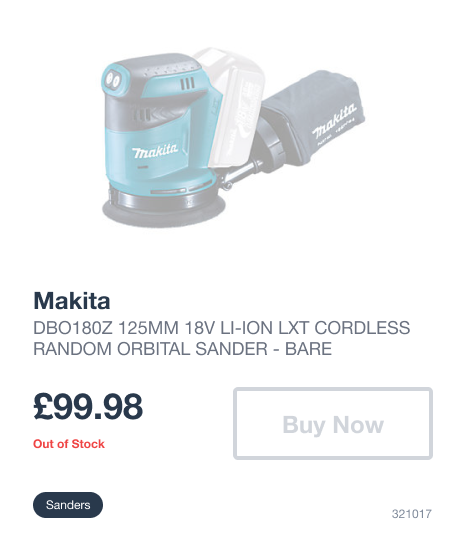 makita
makita
Makita
DBO180Z 125MM 18V LI-ION LXT CORDLESS
RANDOM ORBITAL SANDER - BARE
£99.98
Buy Now
Out of Stock
Sanders
321017